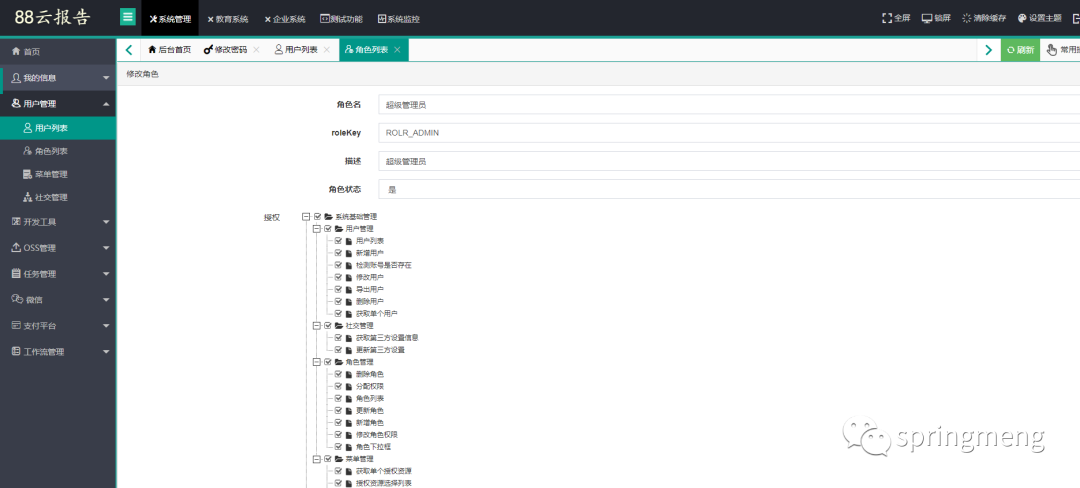 88云报告
系统管理 教育系统 企业系统 测试功能 系统监控 全屏 锁屏 清除缓存 设置主题
首页
我的信息
用户管理
用户列表
角色列表
菜单管理
社交管理
开发工具
OSS管理
任务管理
微信
支付平台
工作流管理
后台首页 修改密码 用户列表 角色列表 刷新
修改角色
角色名 超级管理员
roleKey ROLR_ADMIN
描述 超级管理员
角色状态 是
授权
系统基础管理
用户管理
用户列表
新增用户
检测账号是否存在
修改用户
导出用户
删除用户
获取单个用户
社交管理
获取第三方设置信息
更新第三方设置
角色管理
删除角色
分配权限
角色列表
更新角色
新增角色
修改角色权限
角色下拉框
菜单管理
获取单个授权资源
授权资源选择列表
springmeng